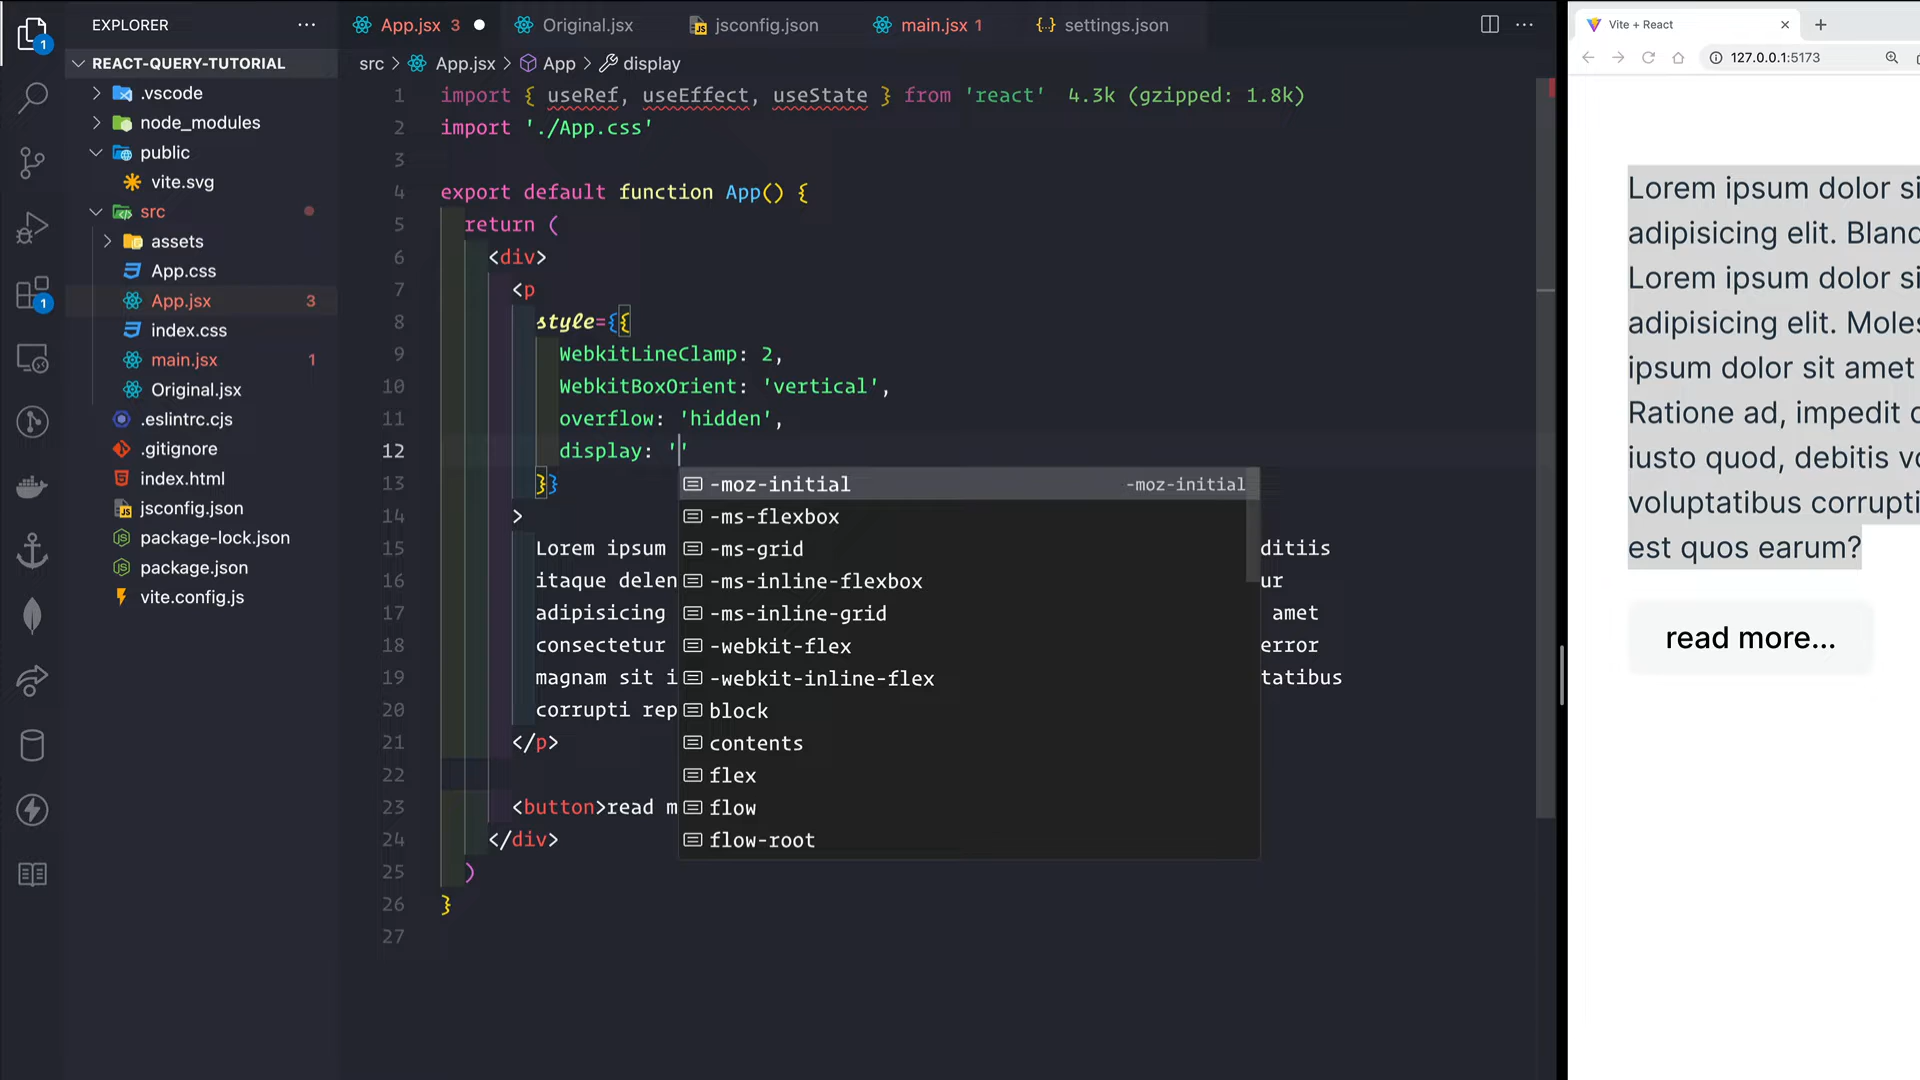 EXPLORER
REACT-QUERY-TUTORIAL
.vscode
node_modules
public
vite.svg
src
assets
App.css
App.jsx 3
index.css
main.jsx 1
Original.jsx
.eslintrc.cjs
.gitignore
index.html
jsconfig.json
package-lock.json
package.json
vite.config.js
1
1
App.jsx 3
Original.jsx
jsconfig.json
main.jsx 1
settings.json
src > App.jsx > App > display
1 import { useRef, useEffect, useState } from 'react' 4.3k (gzipped: 1.8k)
2 import './App.css'
3
4 export default function App() {
5 return (
6 <div>
7 <p
8 style={{
9 WebkitLineClamp: 2,
10 WebkitBoxOrient: 'vertical',
11 overflow: 'hidden',
12 display: ''
13 }}
14 >
15 Lorem ipsum ditiis
16 itaque delen ur
17 adipisicing amet
18 consectetur error
19 magnam sit i tatibus
20 corrupti rep
21 </p>
22
23 <button>read m
24 </div>
25 )
26 }
27
-moz-initial -moz-initial
-ms-flexbox
-ms-grid
-ms-inline-flexbox
-ms-inline-grid
-webkit-flex
-webkit-inline-flex
block
contents
flex
flow
flow-root
Vite + React
127.0.0.1:5173
Lorem ipsum dolor si
adipisicing elit. Bland
Lorem ipsum dolor si
adipisicing elit. Moles
ipsum dolor sit amet
Ratione ad, impedit
iusto quod, debitis vo
voluptatibus corrupti
est quos earum?
read more...